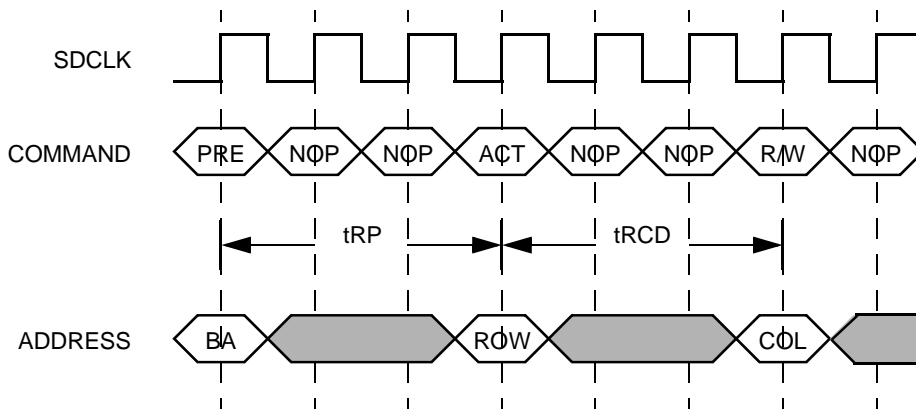 SDCLK
COMMAND PRE NOP NOP ACT NOP NOP R/W NOP
tRP tRCD
ADDRESS BA ROW COL